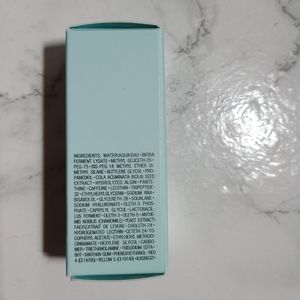 INGREDIENTS: WATER\AQUA\EAU • BIFIDA
FERMENT LYSATE • METHYL GLUCETH-20 •
PEG-75 • BIS-PEG-18 METHYL ETHER DI-
METHYL SILANE • BUTYLENE GLYCOL • PRO-
PANEDIOL • COLA ACUMINATA (KOLA) SEED
EXTRACT • HYDROLYZED ALGIN • PANTE-
THINE • CAFFEINE • LECITHIN • TRIPEPTIDE-
32 • ETHYLHEXYLGLYCERIN • SODIUM RNA •
BISABOLOL • GLYCERETH-26 • SQUALANE •
SODIUM HYALURONATE • OLETH-3 PHOS-
PHATE • CAPRYLYL GLYCOL • LACTOBACIL-
LUS FERMENT • OLETH-3 • OLETH-5 • ANTHE-
MIS NOBILIS (CHAMOMILE) • YEAST EXTRACT\
FAEX\EXTRAIT DE LEVURE • CHOLETH-24 •
HYDROGENATED LECITHIN • CETETH-24 • TO-
COPHERYL ACETATE • ETHYLHEXYL METHOXY-
CINNAMATE • HEXYLENE GLYCOL • CARBO-
MER • TRIETHANOLAMINE • TRISODIUM EDTA •
BHT • XANTHAN GUM • PHENOXYETHANOL • RED
4 (CI 14700) • YELLOW 5 (CI 19140)